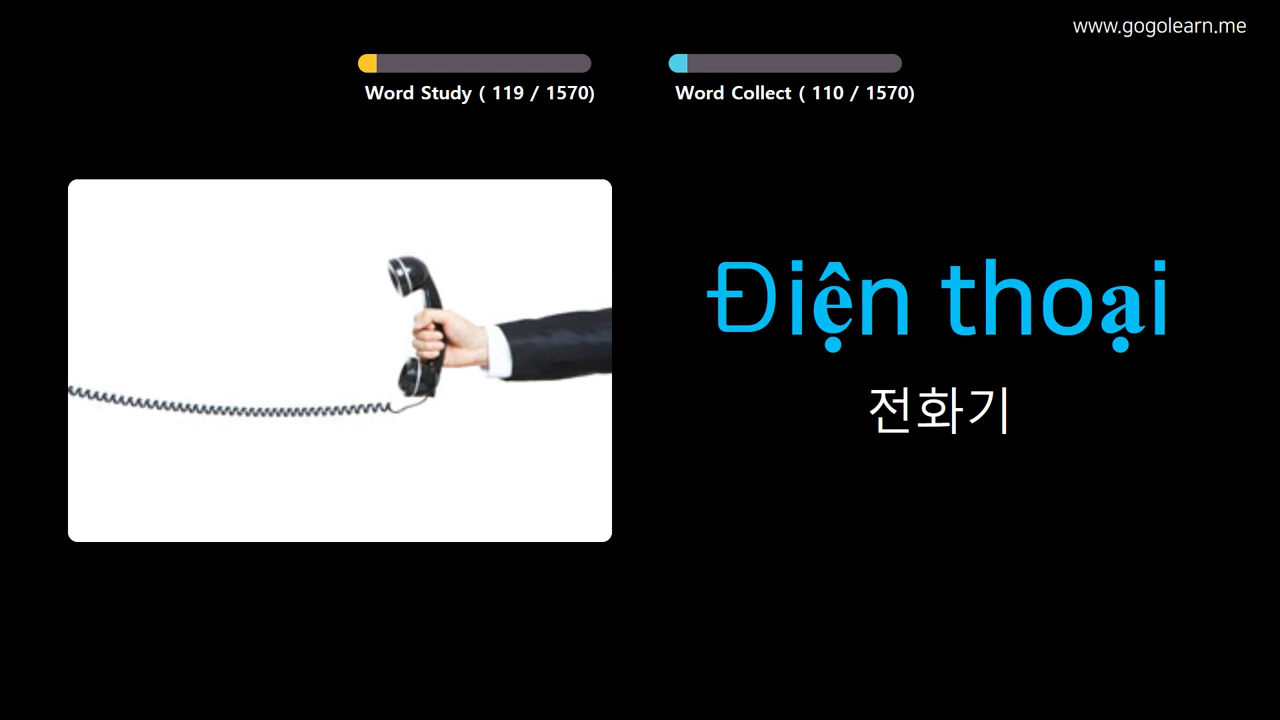 www.gogolearn.me
Word Study ( 119 / 1570)
Word Collect ( 110 / 1570)
Điện thoại
전화기